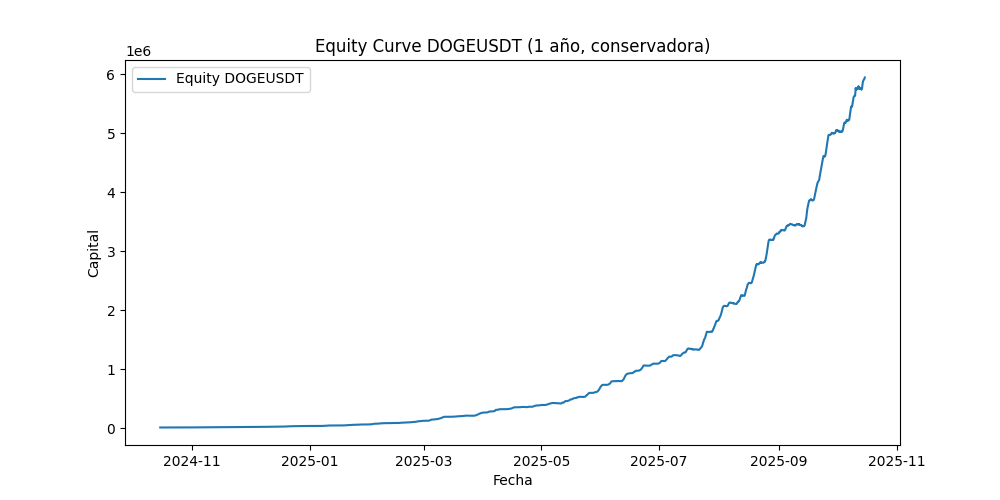 Equity Curve DOGEUSDT (1 año, conservadora)
1e6
Equity DOGEUSDT
6
5
4
3
2
1
0
Capital
2024-11 2025-01 2025-03 2025-05 2025-07 2025-09 2025-11
Fecha